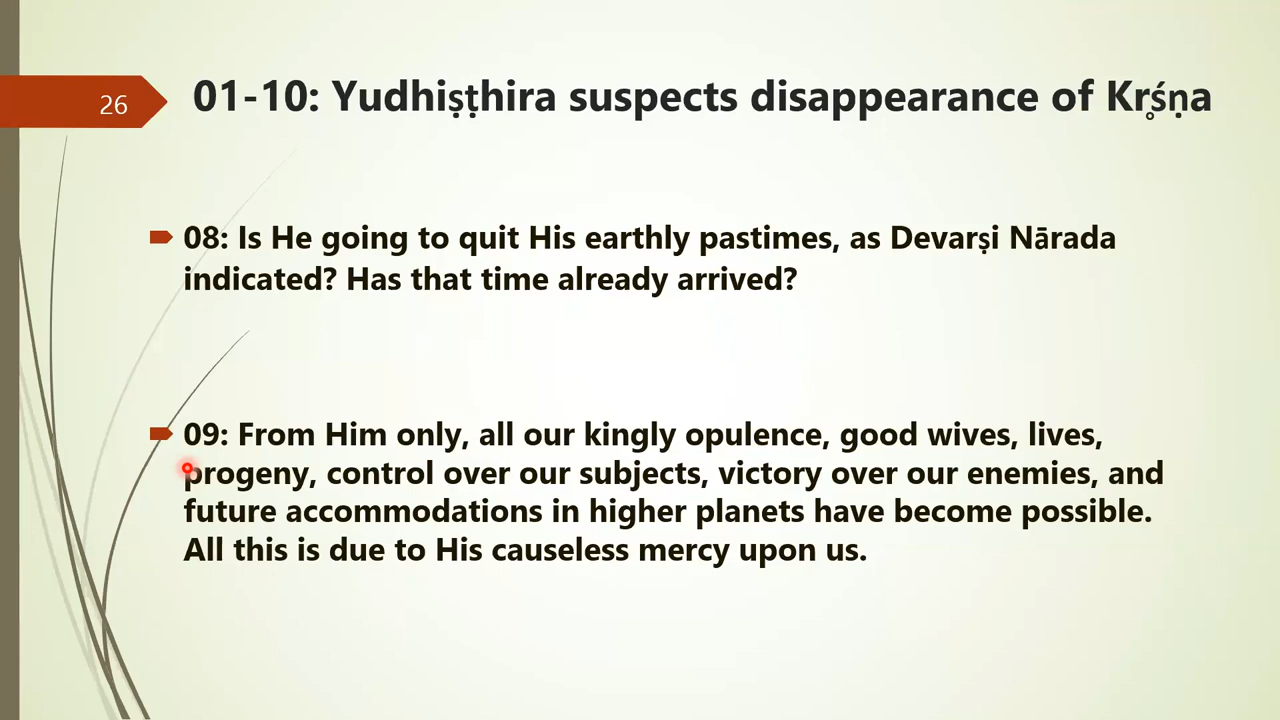 26
01-10: Yudhiṣṭhira suspects disappearance of Kr̥śṇa
08: Is He going to quit His earthly pastimes, as Devarṣi Nārada
indicated? Has that time already arrived?
09: From Him only, all our kingly opulence, good wives, lives,
progeny, control over our subjects, victory over our enemies, and
future accommodations in higher planets have become possible.
All this is due to His causeless mercy upon us.